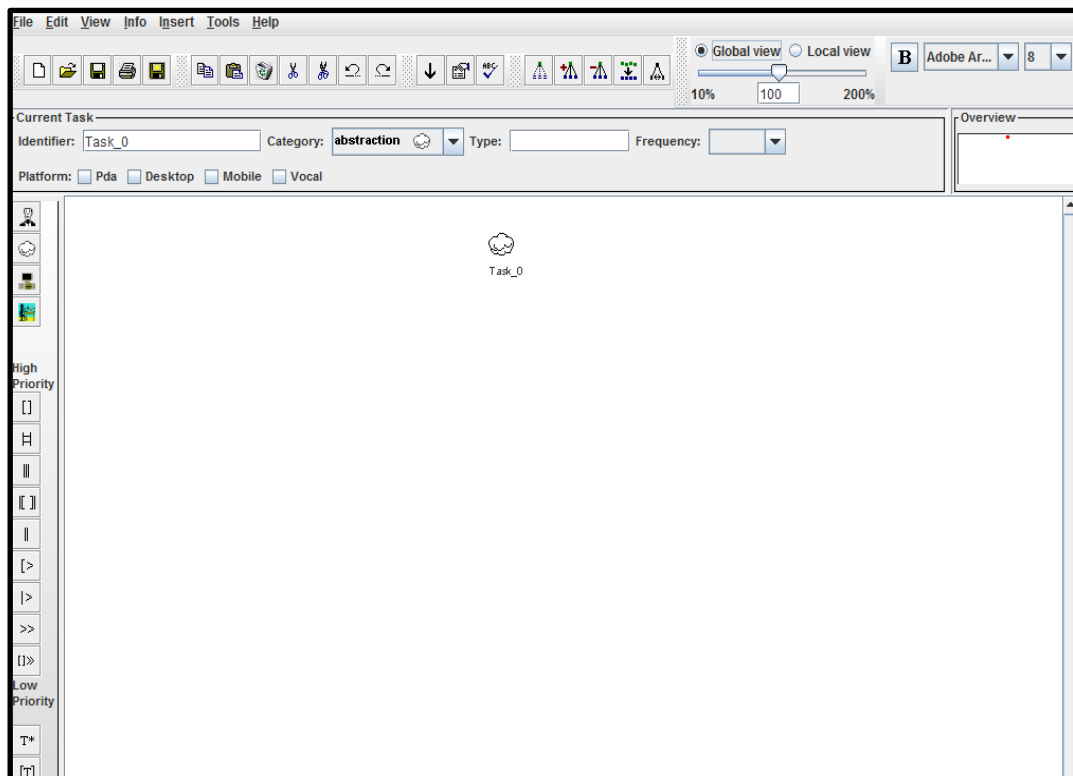 File Edit View Info Insert Tools Help
Global view Local view
B Adobe Ar... 8
10% 100 200%
Current Task
Overview
Identifier: Task_0 Category: abstraction Type: Frequency:
Platform: Pda Desktop Mobile Vocal
Task_0
High
Priority
[]
|=|
|||
|[]|
||
[>
|>
>>
[]>>
Low
Priority
T*
[T]